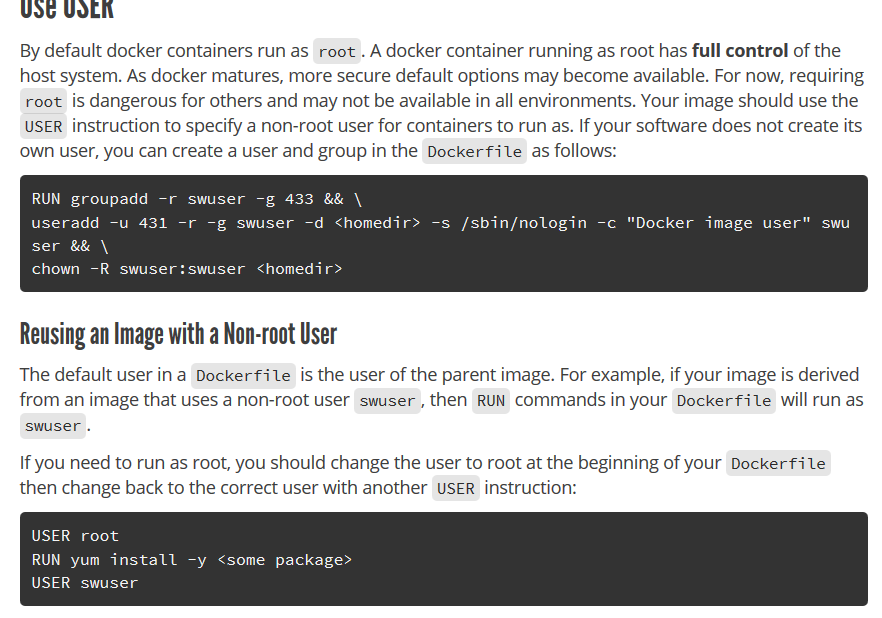 Use USER
By default docker containers run as root. A docker container running as root has full control of the
host system. As docker matures, more secure default options may become available. For now, requiring
root is dangerous for others and may not be available in all environments. Your image should use the
USER instruction to specify a non-root user for containers to run as. If your software does not create its
own user, you can create a user and group in the Dockerfile as follows:
RUN groupadd -r swuser -g 433 && \
useradd -u 431 -r -g swuser -d <homedir> -s /sbin/nologin -c "Docker image user" swu
ser && \
chown -R swuser:swuser <homedir>
Reusing an Image with a Non-root User
The default user in a Dockerfile is the user of the parent image. For example, if your image is derived
from an image that uses a non-root user swuser, then RUN commands in your Dockerfile will run as
swuser.
If you need to run as root, you should change the user to root at the beginning of your Dockerfile
then change back to the correct user with another USER instruction:
USER root
RUN yum install -y <some package>
USER swuser